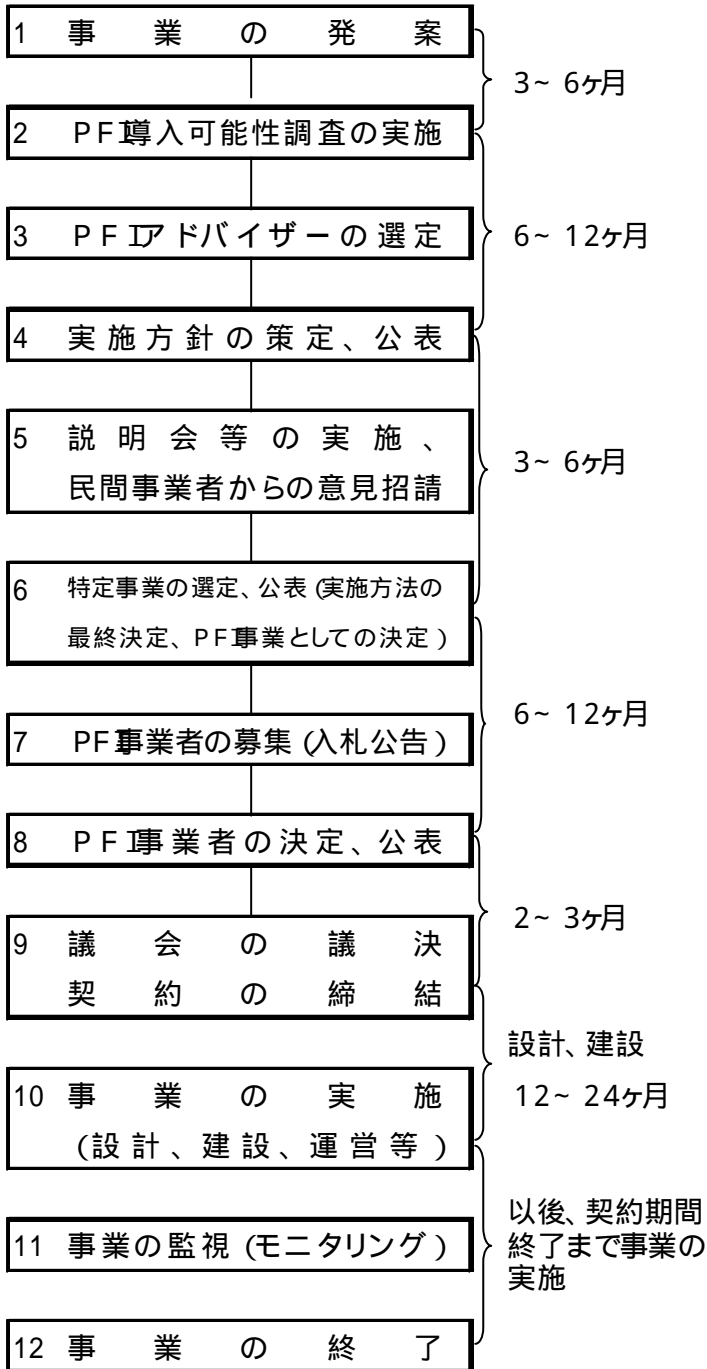 1 事業の発案
3~ 6ヶ月
2 PFI導入可能性調査の実施
3 PFIアドバイザーの選定
6~ 12ヶ月
4 実施方針の策定、公表
5 説明会等の実施、
民間事業者からの意見招請
3~ 6ヶ月
6 特定事業の選定、公表(実施方法の
最終決定、PFI事業としての決定)
6~ 12ヶ月
7 PFI事業者の募集(入札公告)
8 PFI事業者の決定、公表
2~ 3ヶ月
9 議会の議決
契約の締結
設計、建設
12~ 24ヶ月
10 事業の実施
(設計、建設、運営等)
以後、契約期間
終了まで事業の
実施
11 事業の監視(モニタリング)
12 事業の終了